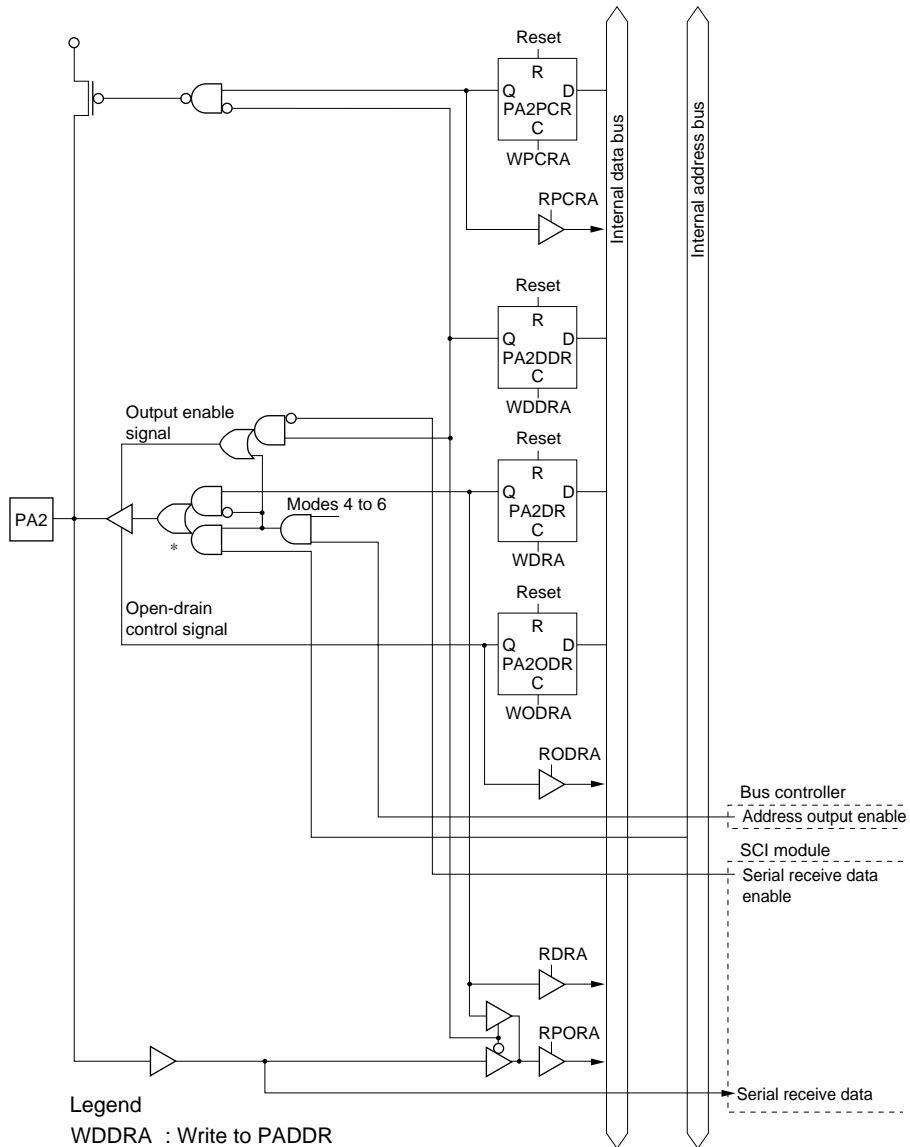 Reset
R
Q D
PA2PCR
C
WPCRA
RPCRA
Internal data bus
Internal address bus
Reset
R
Q D
PA2DDR
C
WDDRA
Output enable
signal
Reset
R
Q D
PA2DR
C
WDRA
Modes 4 to 6
PA2
*
Open-drain
control signal
Reset
R
Q D
PA2ODR
C
WODRA
RODRA
Bus controller
Address output enable
SCI module
Serial receive data
enable
RDRA
RPORA
Serial receive data
Legend
WDDRA : Write to PADDR